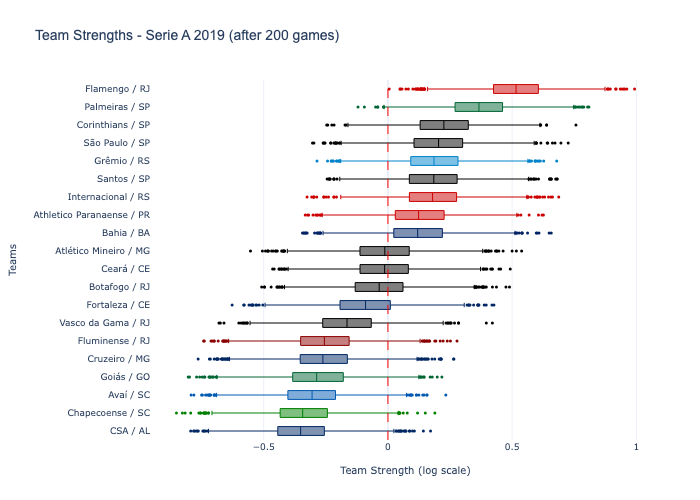 Team Strengths - Serie A 2019 (after 200 games)
Flamengo / RJ
Palmeiras / SP
Corinthians / SP
São Paulo / SP
Grêmio / RS
Santos / SP
Internacional / RS
Athletico Paranaense / PR
Bahia / BA
Atlético Mineiro / MG
Ceará / CE
Botafogo / RJ
Fortaleza / CE
Vasco da Gama / RJ
Fluminense / RJ
Cruzeiro / MG
Goiás / GO
Avaí / SC
Chapecoense / SC
CSA / AL
Teams
−0.5 0 0.5 1
Team Strength (log scale)